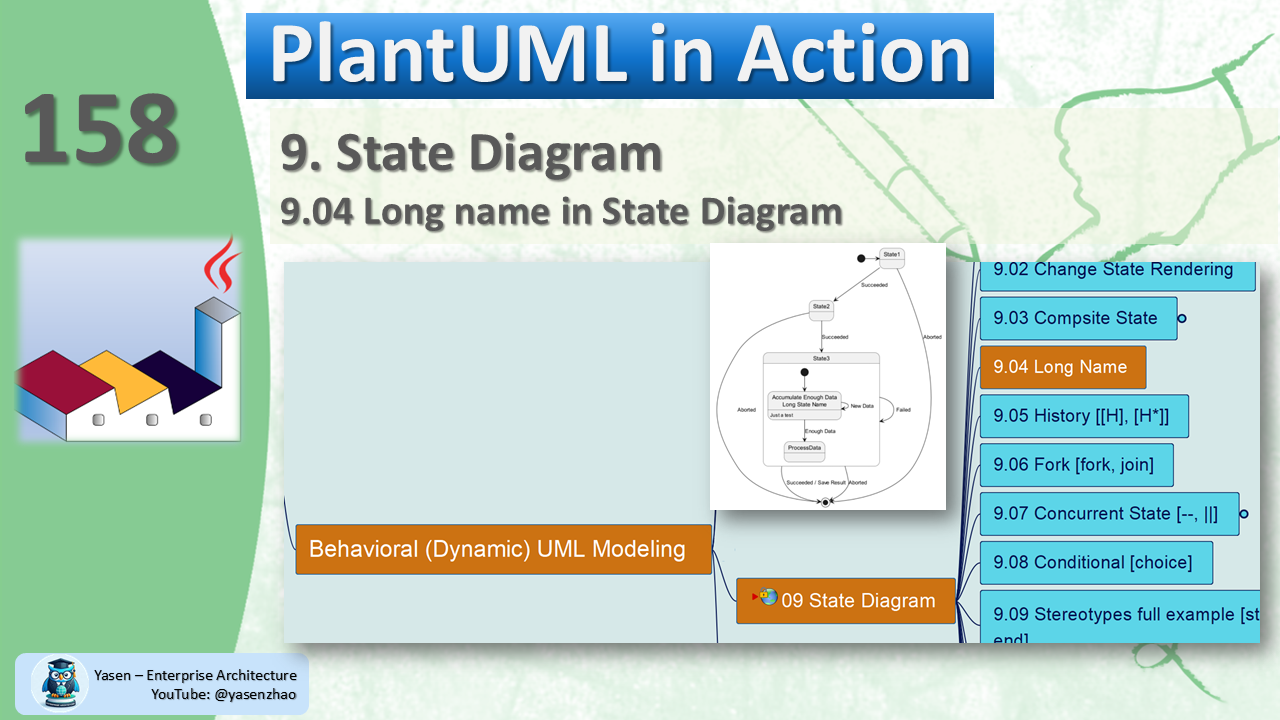 PlantUML in Action
158
9. State Diagram
9.04 Long name in State Diagram
State1
Succeeded
State2
Succeeded
Aborted
State3
Accumulate Enough Data
Long State Name
Just a test
New Data
Failed
Aborted
Enough Data
ProcessData
Succeeded / Save Result
Aborted
9.02 Change State Rendering
9.03 Compsite State
9.04 Long Name
9.05 History [[H], [H*]]
9.06 Fork [fork, join]
9.07 Concurrent State [--, ||]
9.08 Conditional [choice]
9.09 Stereotypes full example [st
end]
Behavioral (Dynamic) UML Modeling
09 State Diagram
Yasen – Enterprise Architecture
YouTube: @yasenzhao